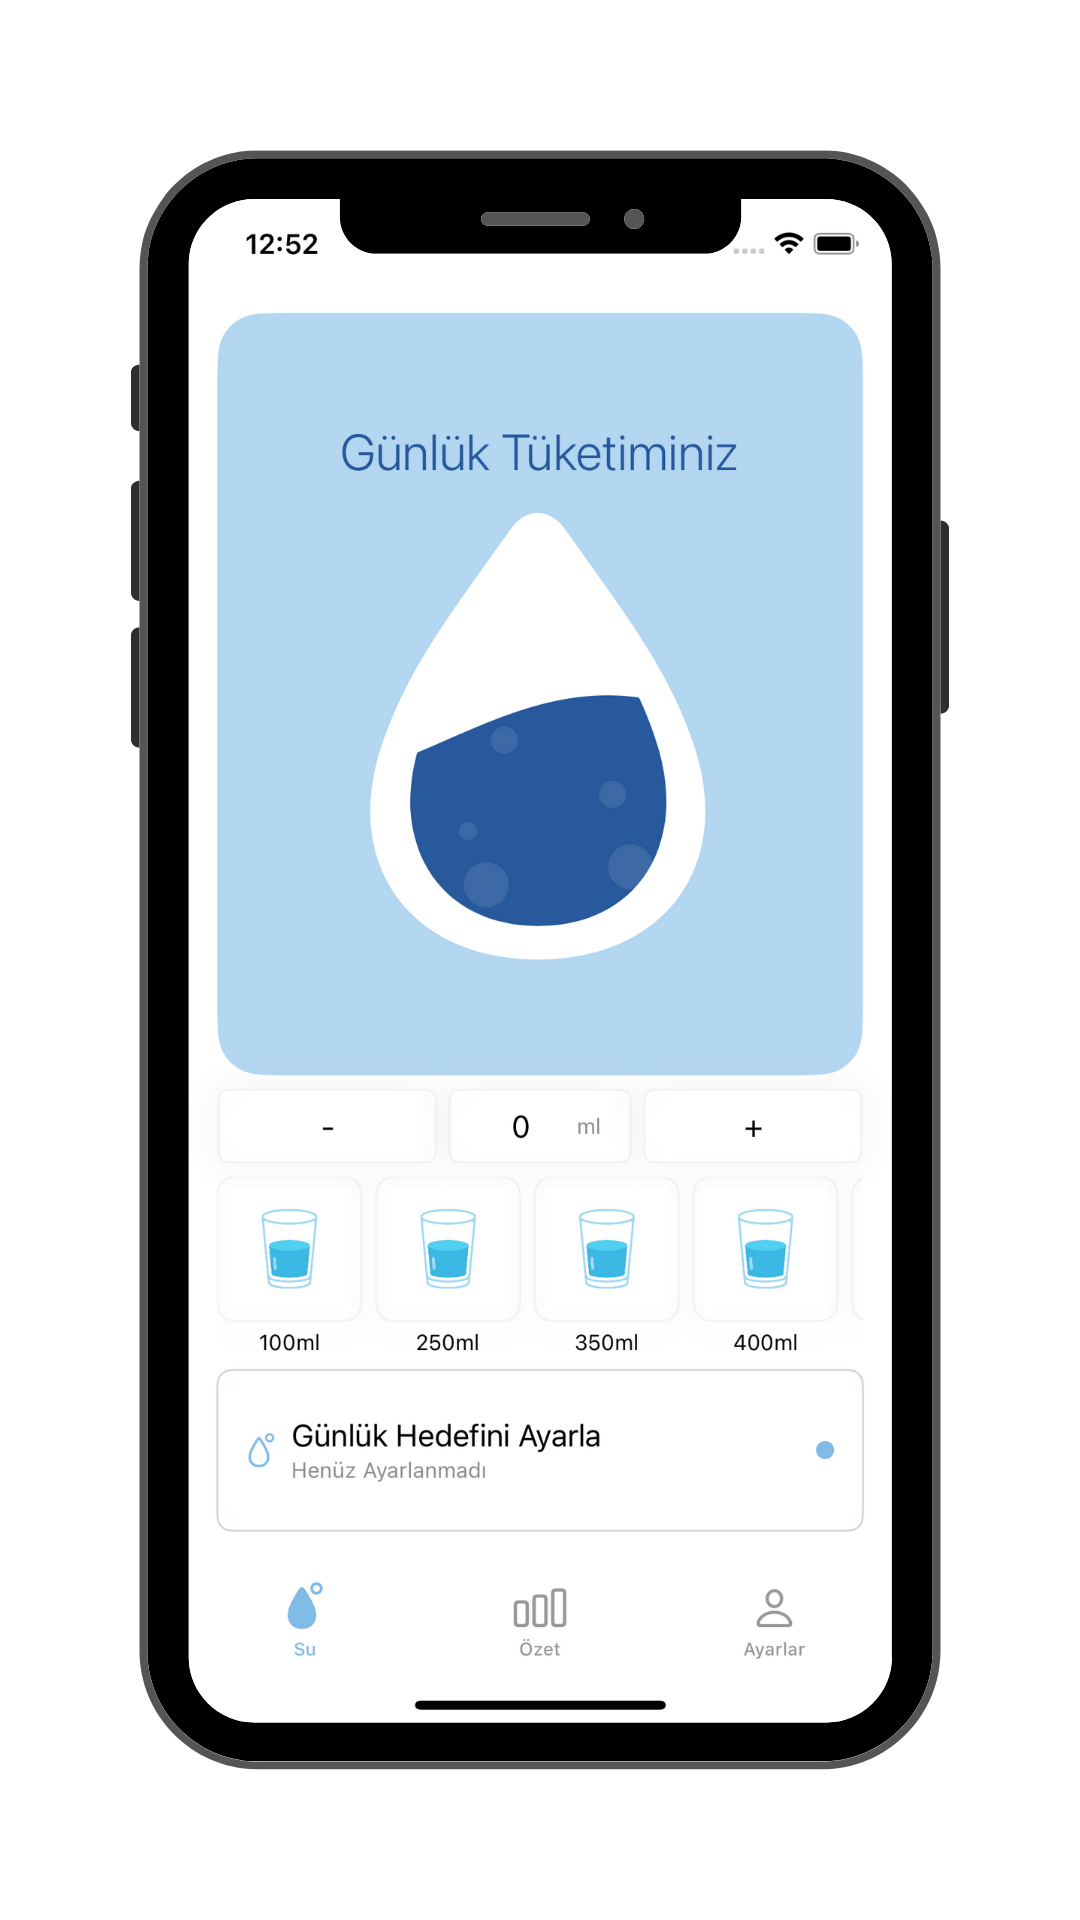 12:52
Günlük Tüketiminiz
- 0 ml +
100ml 250ml 350ml 400ml
Günlük Hedefini Ayarla
Henüz Ayarlanmadı
Su Özet Ayarlar